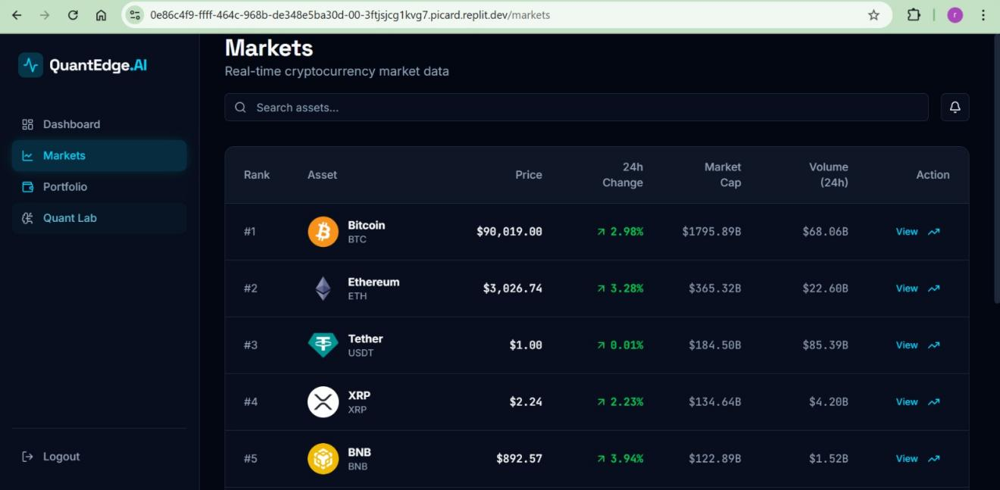 0e86c4f9-ffff-464c-968b-de348e5ba30d-00-3ftjsjcg1kvg7.picard.replit.dev/markets
r
QuantEdge.AI
Dashboard
Markets
Portfolio
Quant Lab
Logout
Markets
Real-time cryptocurrency market data
Search assets...
Rank Asset Price 24h Change Market Cap Volume (24h) Action
#1 Bitcoin BTC $90,019.00 2.98% $1795.89B $68.06B View
#2 Ethereum ETH $3,026.74 3.28% $365.32B $22.60B View
#3 Tether USDT $1.00 0.01% $184.50B $85.39B View
#4 XRP XRP $2.24 2.23% $134.64B $4.20B View
#5 BNB BNB $892.57 3.94% $122.89B $1.52B View